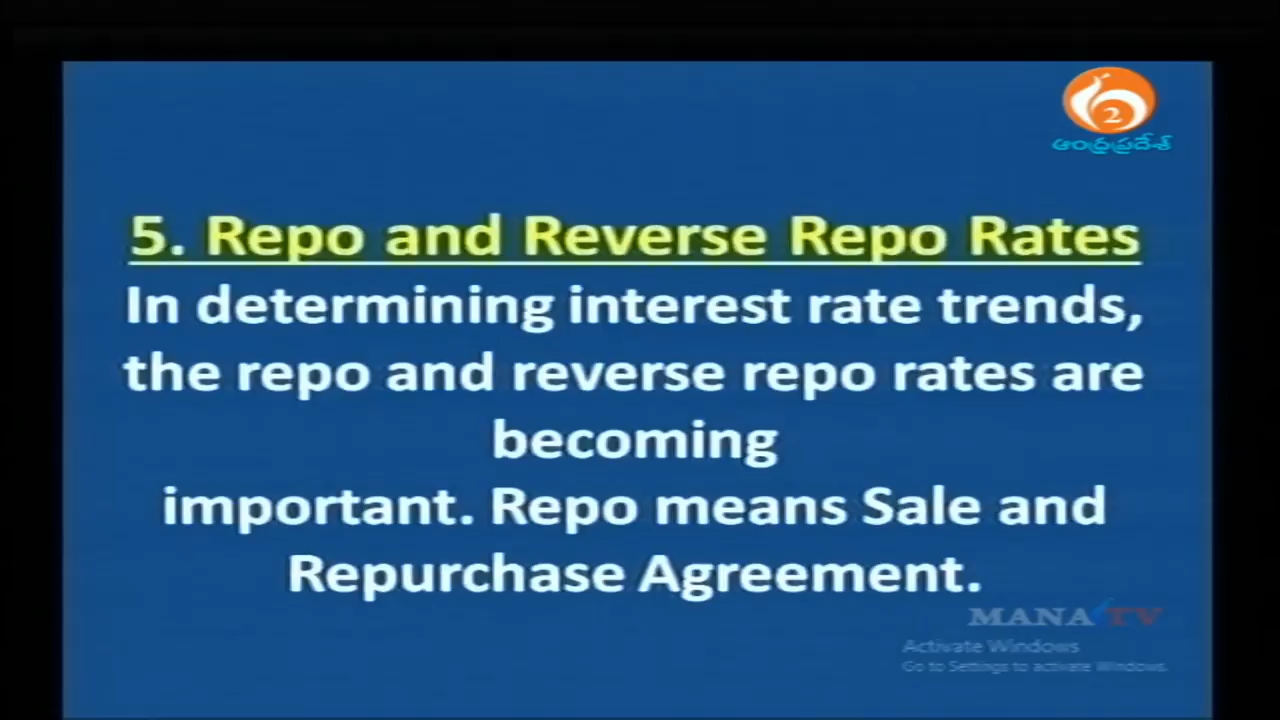 2
ఆంధ్రప్రదేశ్
5. Repo and Reverse Repo Rates
In determining interest rate trends,
the repo and reverse repo rates are
becoming
important. Repo means Sale and
Repurchase Agreement.
MANA TV
Activate Windows
Go to Settings to activate Windows.